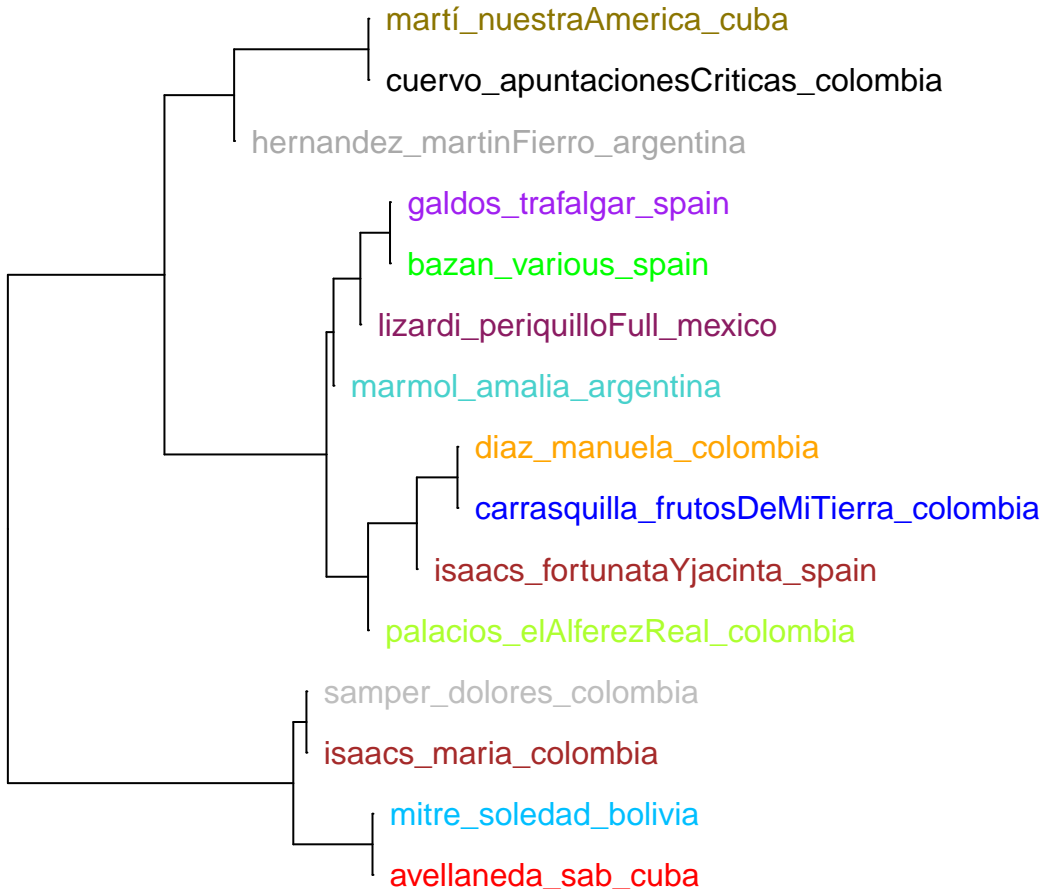 martí_nuestraAmerica_cuba
cuervo_apuntacionesCriticas_colombia
hernandez_martinFierro_argentina
galdos_trafalgar_spain
bazan_various_spain
lizardi_periquilloFull_mexico
marmol_amalia_argentina
diaz_manuela_colombia
carrasquilla_frutosDeMiTierra_colombia
isaacs_fortunataYjacinta_spain
palacios_elAlferezReal_colombia
samper_dolores_colombia
isaacs_maria_colombia
mitre_soledad_bolivia
avellaneda_sab_cuba